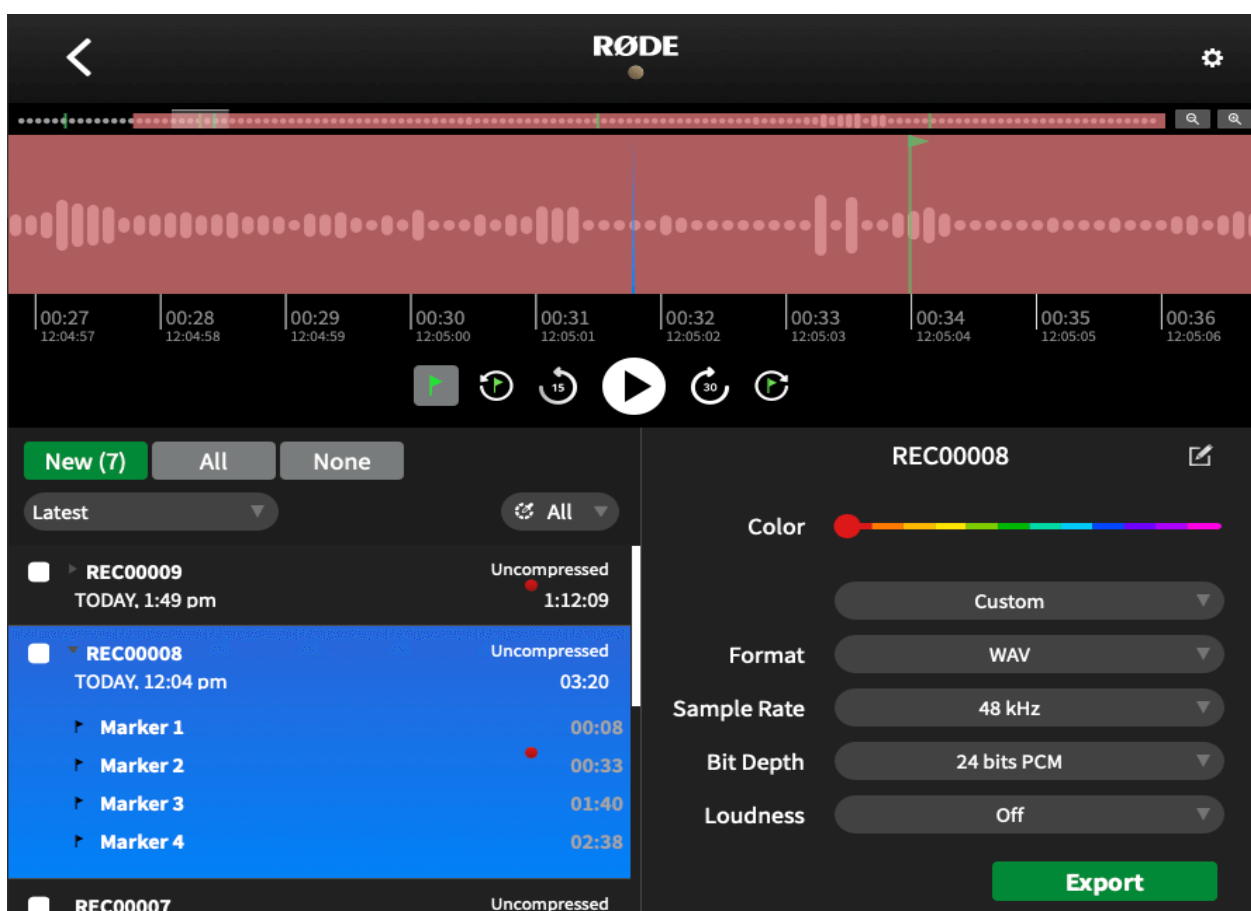 RØDE
00:27 00:28 00:29 00:30 00:31 00:32 00:33 00:34 00:35 00:36
12:04:57 12:04:58 12:04:59 12:05:00 12:05:01 12:05:02 12:05:03 12:05:04 12:05:05 12:05:06
15 30
New (7) All None
Latest All
REC00009 Uncompressed
TODAY, 1:49 pm 1:12:09
REC00008 Uncompressed
TODAY, 12:04 pm 03:20
Marker 1 00:08
Marker 2 00:33
Marker 3 01:40
Marker 4 02:38
REC00007 Uncompressed
REC00008
Color
Custom
Format WAV
Sample Rate 48 kHz
Bit Depth 24 bits PCM
Loudness Off
Export